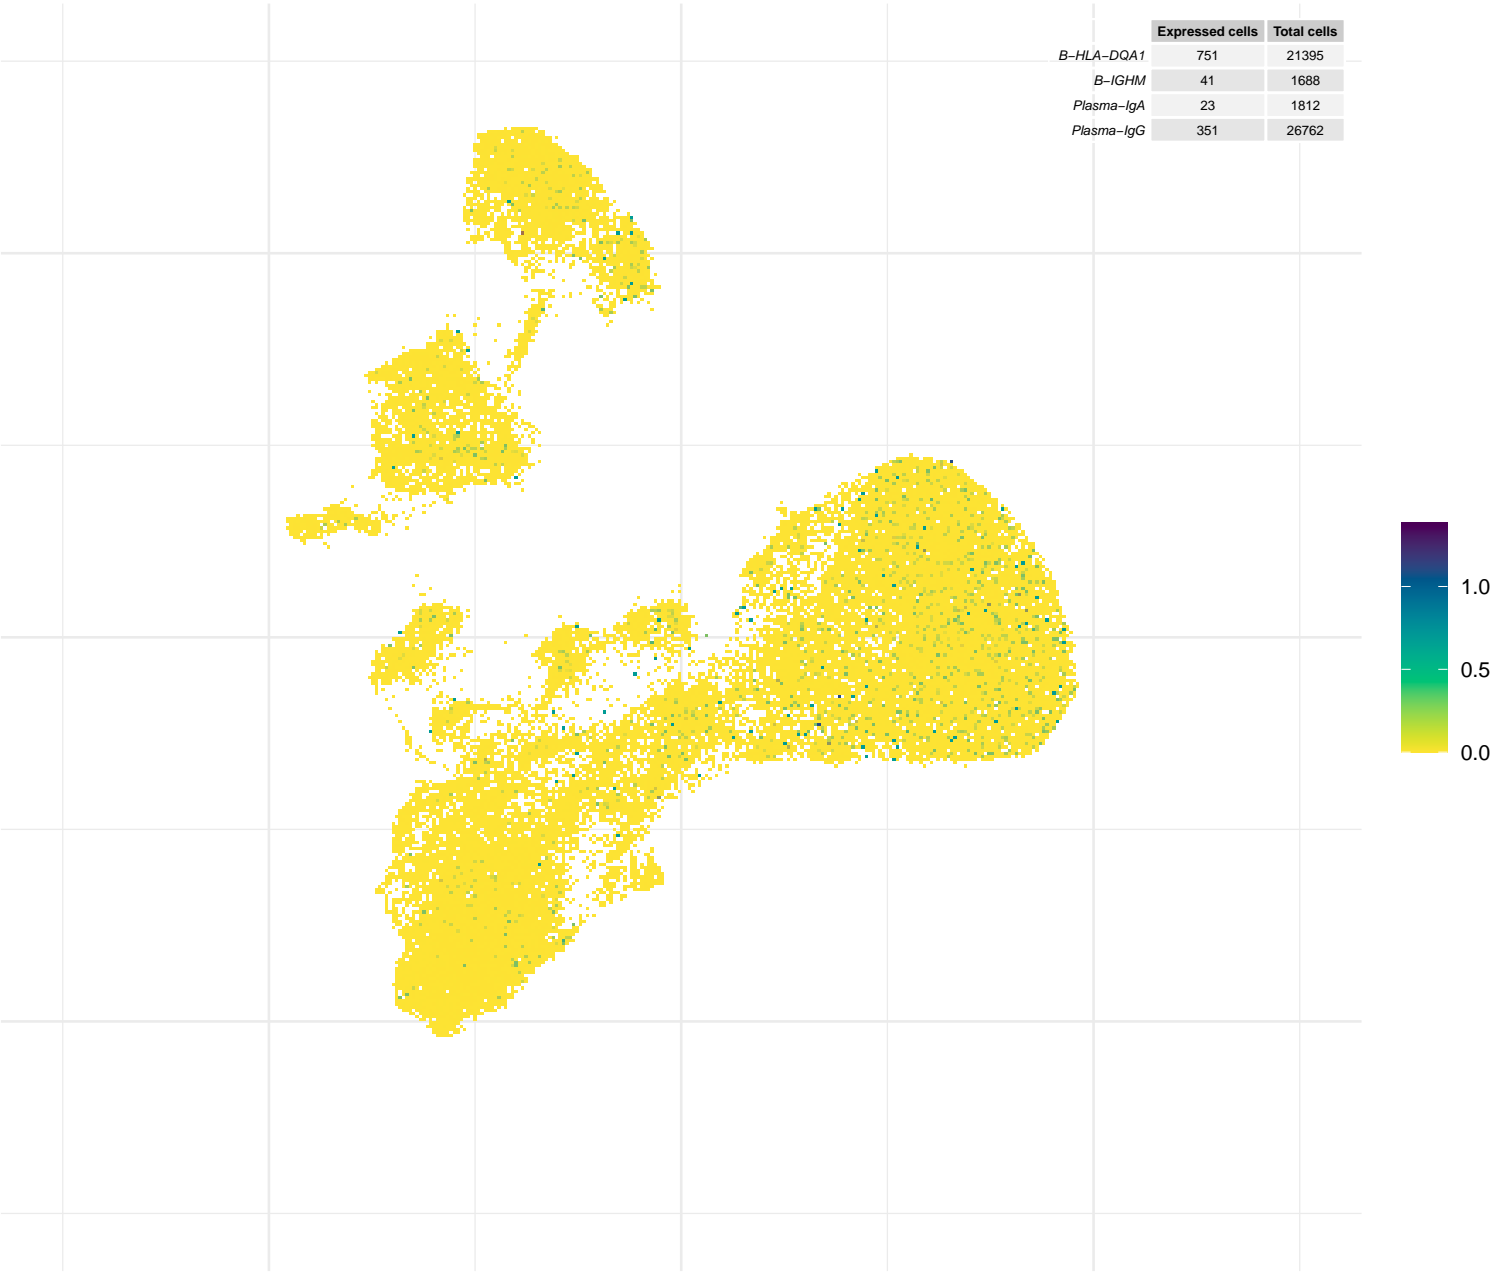 Expressed cells Total cells
B-HLA-DQA1 751 21395
B-IGHM 41 1688
Plasma-IgA 23 1812
Plasma-IgG 351 26762
1.0
0.5
0.0